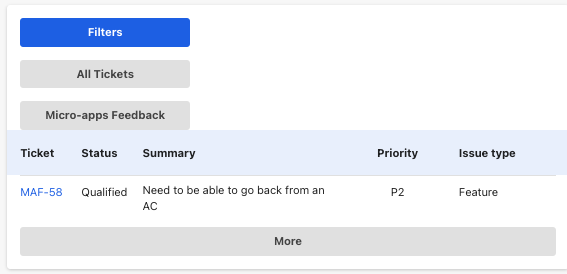 Filters
All Tickets
Micro-apps Feedback
Ticket Status Summary Priority Issue type
MAF-58 Qualified Need to be able to go back from an P2 Feature
AC
More